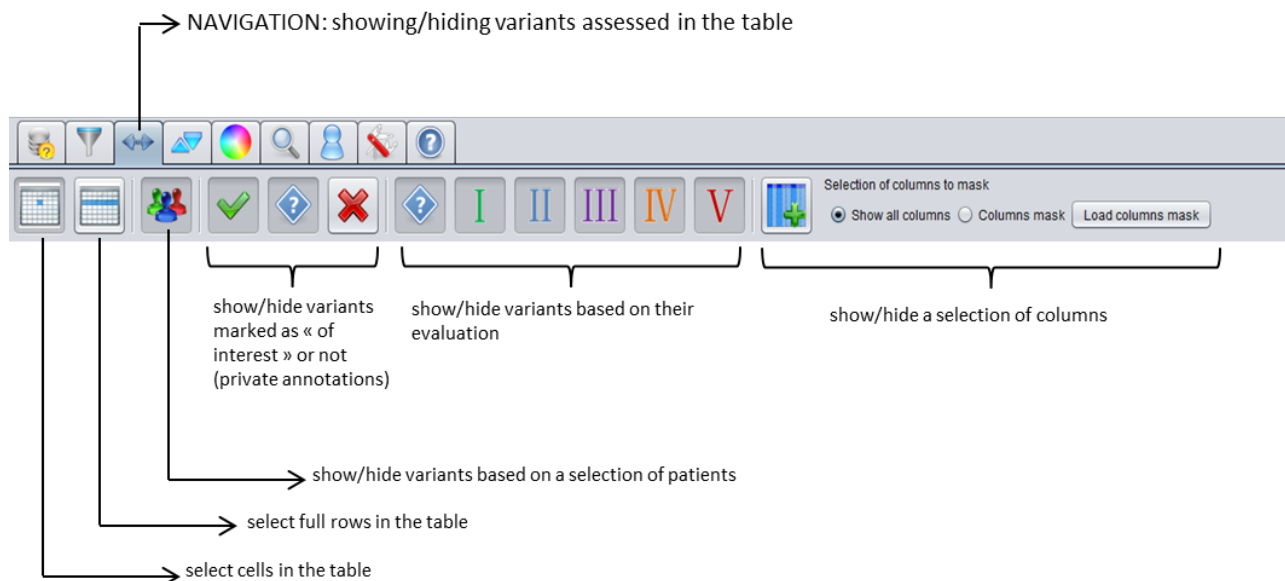 NAVIGATION: showing/hiding variants assessed in the table
?
?
?
? I II III IV V
Selection of columns to mask
Show all columns Columns mask Load columns mask
show/hide variants
marked as « of
interest » or not
(private annotations)
show/hide variants based on their
evaluation
show/hide a selection of columns
show/hide variants based on a selection of patients
select full rows in the table
select cells in the table